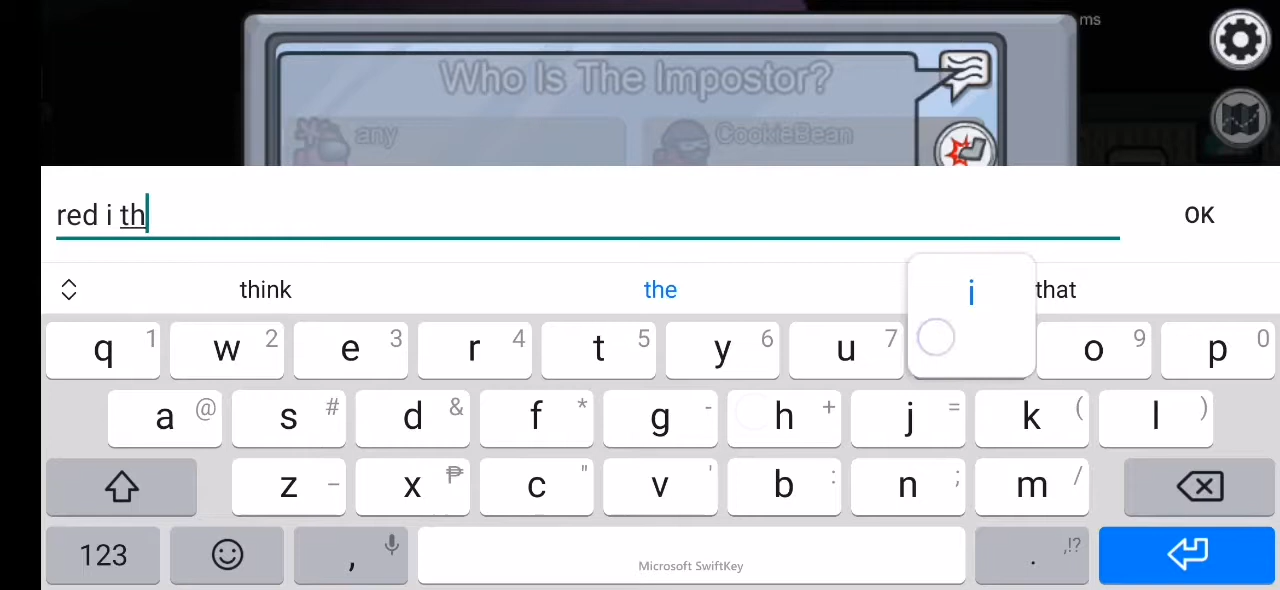 ms
Who Is The Impostor?
any
CookieBean
red i th
OK
think the that
i
q 1 w 2 e 3 r 4 t 5 y 6 u 7 o 9 p 0
a @ s # d & f * g - h + j = k ( l )
z _ x ₱ c " v ' b : n ; m /
123 , Microsoft SwiftKey . ,!?